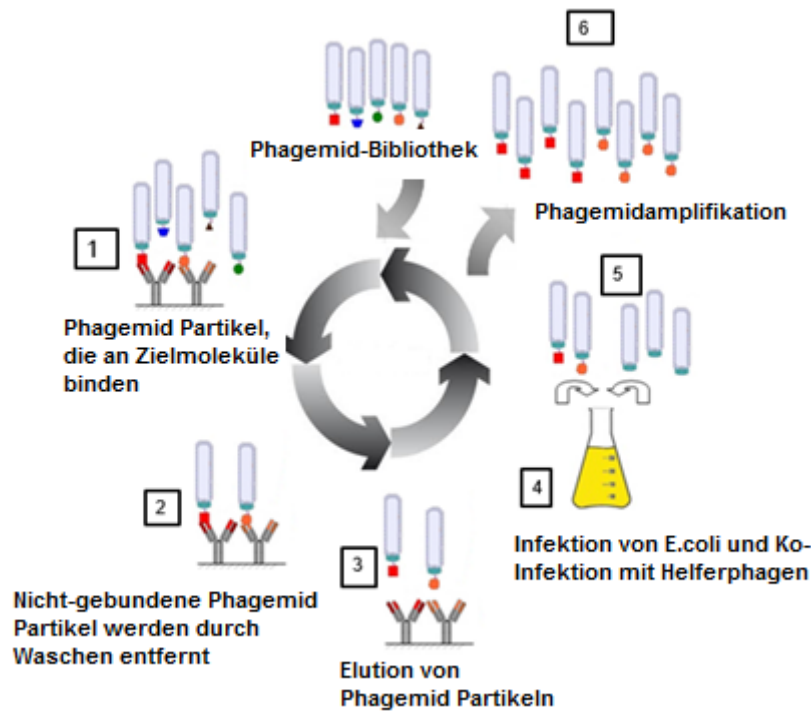 6
Phagemid-Bibliothek
Phagemidamplifikation
1
Phagemid Partikel,
die an Zielmoleküle
binden
5
2
Nicht-gebundene Phagemid
Partikel werden durch
Waschen entfernt
3
Elution von
Phagemid Partikeln
4
Infektion von E.coli und Ko-
Infektion mit Helferphagen